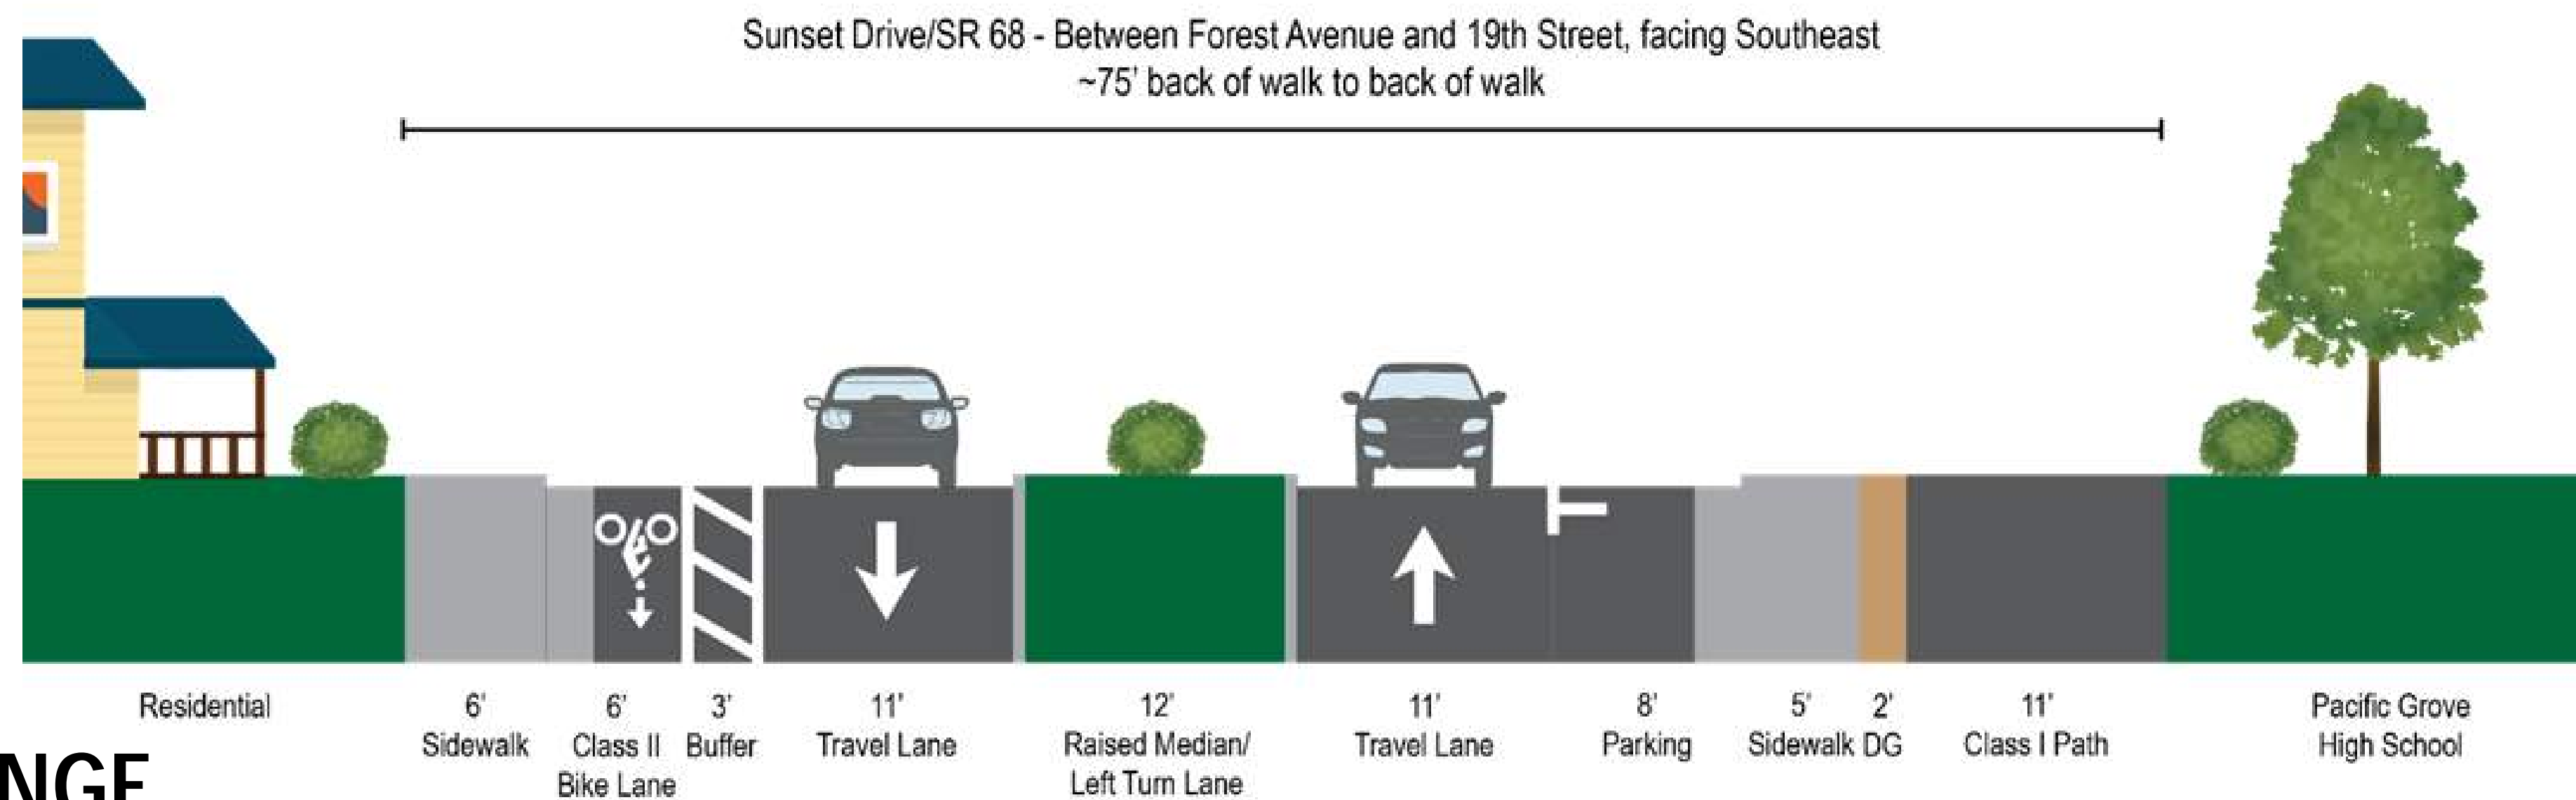 Sunset Drive/SR 68 - Between Forest Avenue and 19th Street, facing Southeast
~75' back of walk to back of walk
Residential
6'
Sidewalk
6'
Class II
Bike Lane
3'
Buffer
11'
Travel Lane
12'
Raised Median/
Left Turn Lane
11'
Travel Lane
8'
Parking
5'
Sidewalk
2'
DG
11'
Class I Path
Pacific Grove
High School